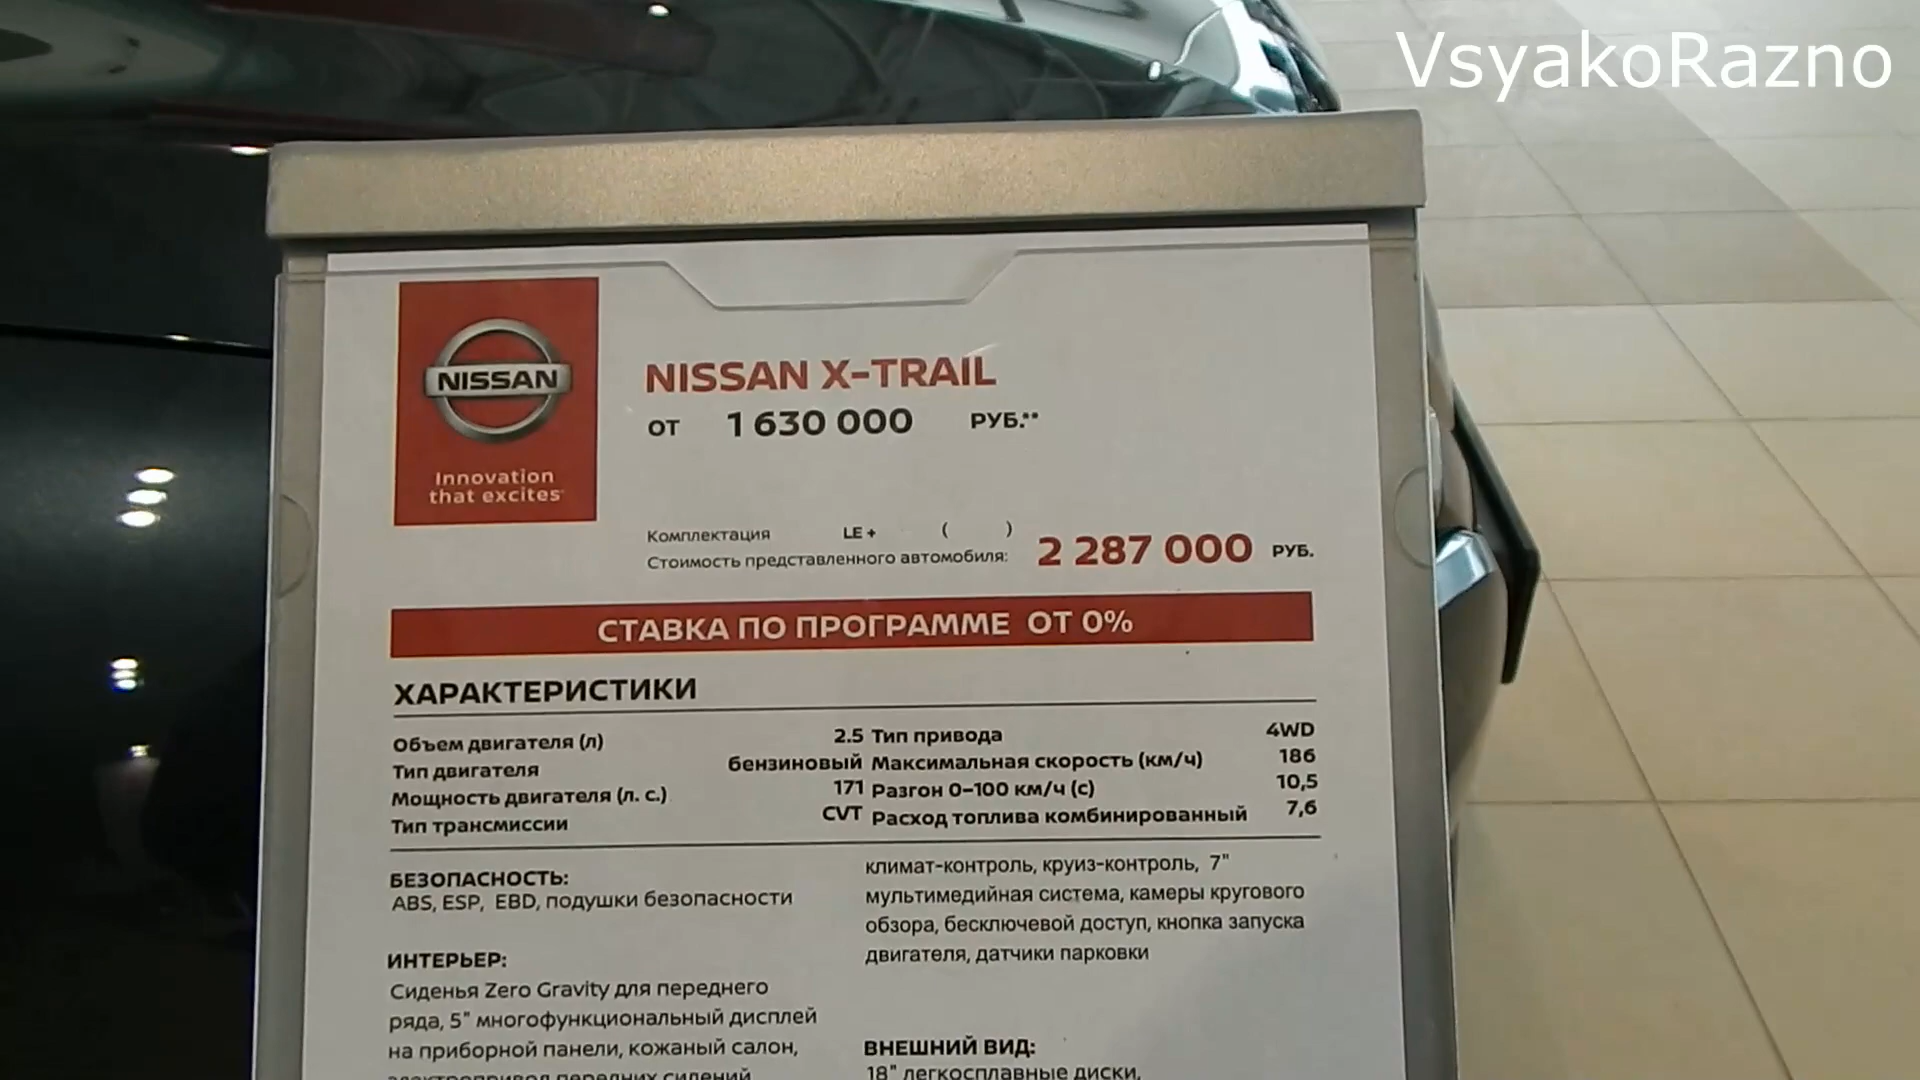 VsyakoRazno
NISSAN
Innovation
that excites
NISSAN X-TRAIL
ОТ 1 630 000 РУБ.**
Комплектация LE + ( )
Стоимость представленного автомобиля: 2 287 000 РУБ.
СТАВКА ПО ПРОГРАММЕ ОТ 0%
ХАРАКТЕРИСТИКИ
Объем двигателя (л) 2.5
Тип двигателя бензиновый
Мощность двигателя (л. с.) 171
Тип трансмиссии CVT
Тип привода 4WD
Максимальная скорость (км/ч) 186
Разгон 0-100 км/ч (с) 10,5
Расход топлива комбинированный 7,6
БЕЗОПАСНОСТЬ:
ABS, ESP, EBD, подушки безопасности
ИНТЕРЬЕР:
Сиденья Zero Gravity для переднего
ряда, 5" многофункциональный дисплей
на приборной панели, кожаный салон,
электропривод передних сидений,
климат-контроль, круиз-контроль, 7"
мультимедийная система, камеры кругового
обзора, бесключевой доступ, кнопка запуска
двигателя, датчики парковки
ВНЕШНИЙ ВИД:
18" легкосплавные диски,